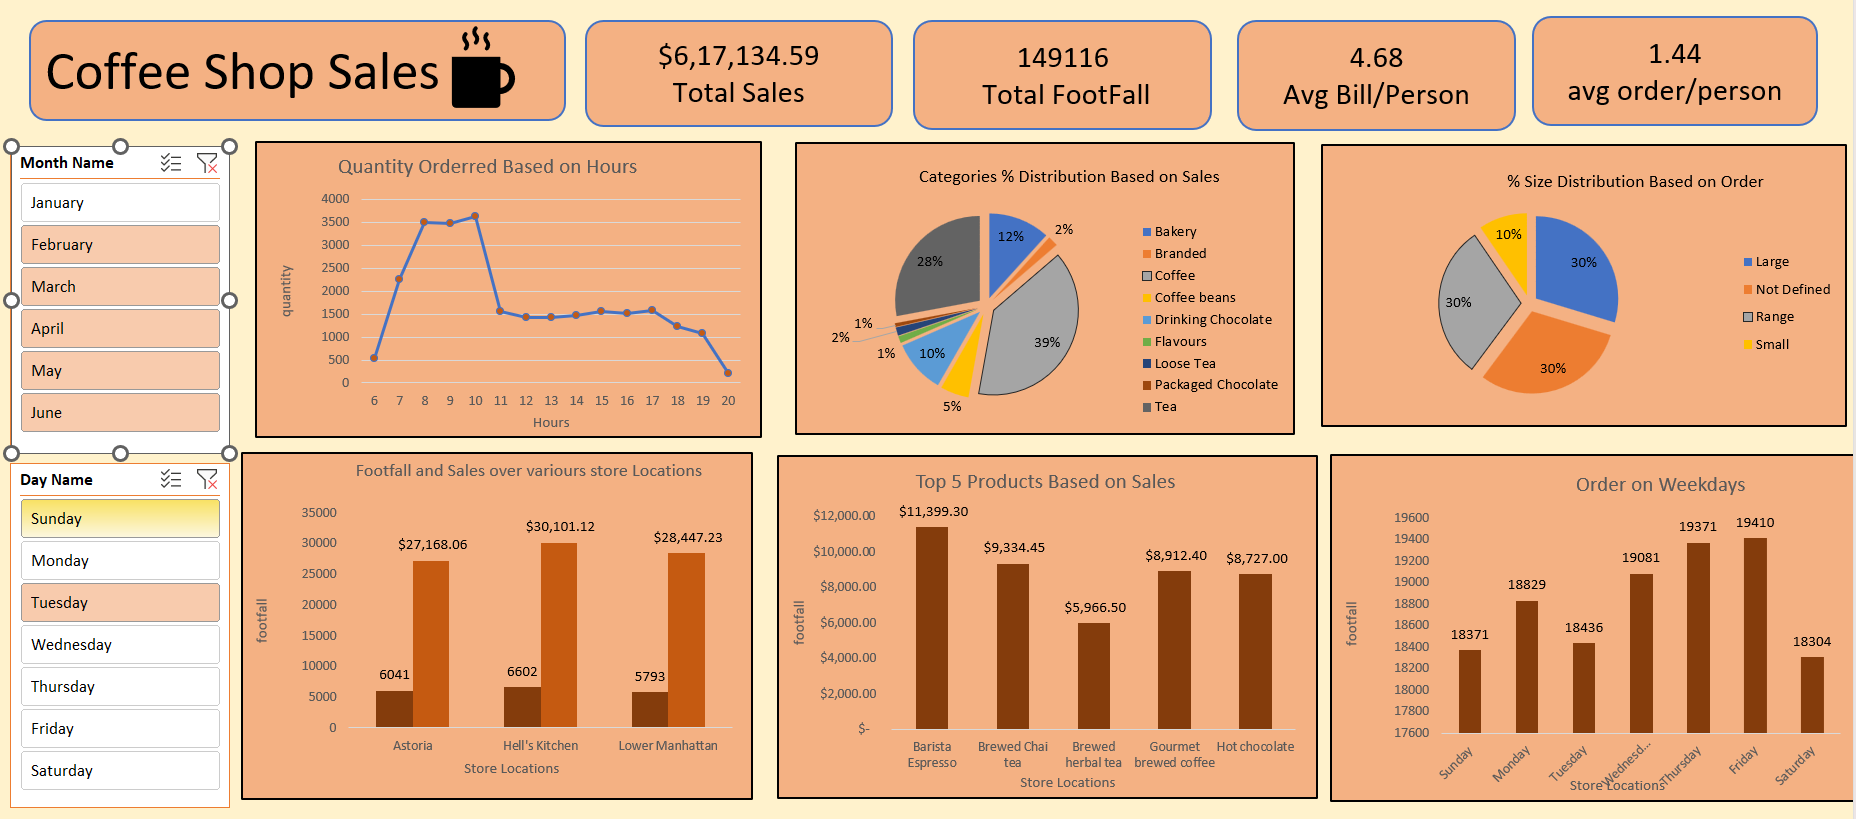 Coffee Shop Sales
$6,17,134.59
Total Sales
149116
Total FootFall
4.68
Avg Bill/Person
1.44
avg order/person
Month Name
January
February
March
April
May
June
Day Name
Sunday
Monday
Tuesday
Wednesday
Thursday
Friday
Saturday
Quantity Orderred Based on Hours
quantity
4000
3500
3000
2500
2000
1500
1000
500
0
6 7 8 9 10 11 12 13 14 15 16 17 18 19 20
Hours
Categories % Distribution Based on Sales
12%
2%
39%
5%
10%
1%
2%
1%
28%
Bakery
Branded
Coffee
Coffee beans
Drinking Chocolate
Flavours
Loose Tea
Packaged Chocolate
Tea
% Size Distribution Based on Order
30%
30%
30%
10%
Large
Not Defined
Range
Small
Footfall and Sales over variours store Locations
footfall
35000
30000
25000
20000
15000
10000
5000
0
6041
$27,168.06
6602
$30,101.12
5793
$28,447.23
Astoria Hell's Kitchen Lower Manhattan
Store Locations
Top 5 Products Based on Sales
footfall
$12,000.00
$10,000.00
$8,000.00
$6,000.00
$4,000.00
$2,000.00
$-
$11,399.30
$9,334.45
$5,966.50
$8,912.40
$8,727.00
Barista
Espresso
Brewed Chai
tea
Brewed
herbal tea
Gourmet
brewed coffee
Hot chocolate
Store Locations
Order on Weekdays
footfall
19600
19400
19200
19000
18800
18600
18400
18200
18000
17800
17600
18371
18829
18436
19081
19371
19410
18304
Sunday
Monday
Tuesday
Wednesd...
Thursday
Friday
Saturday
Store Locations